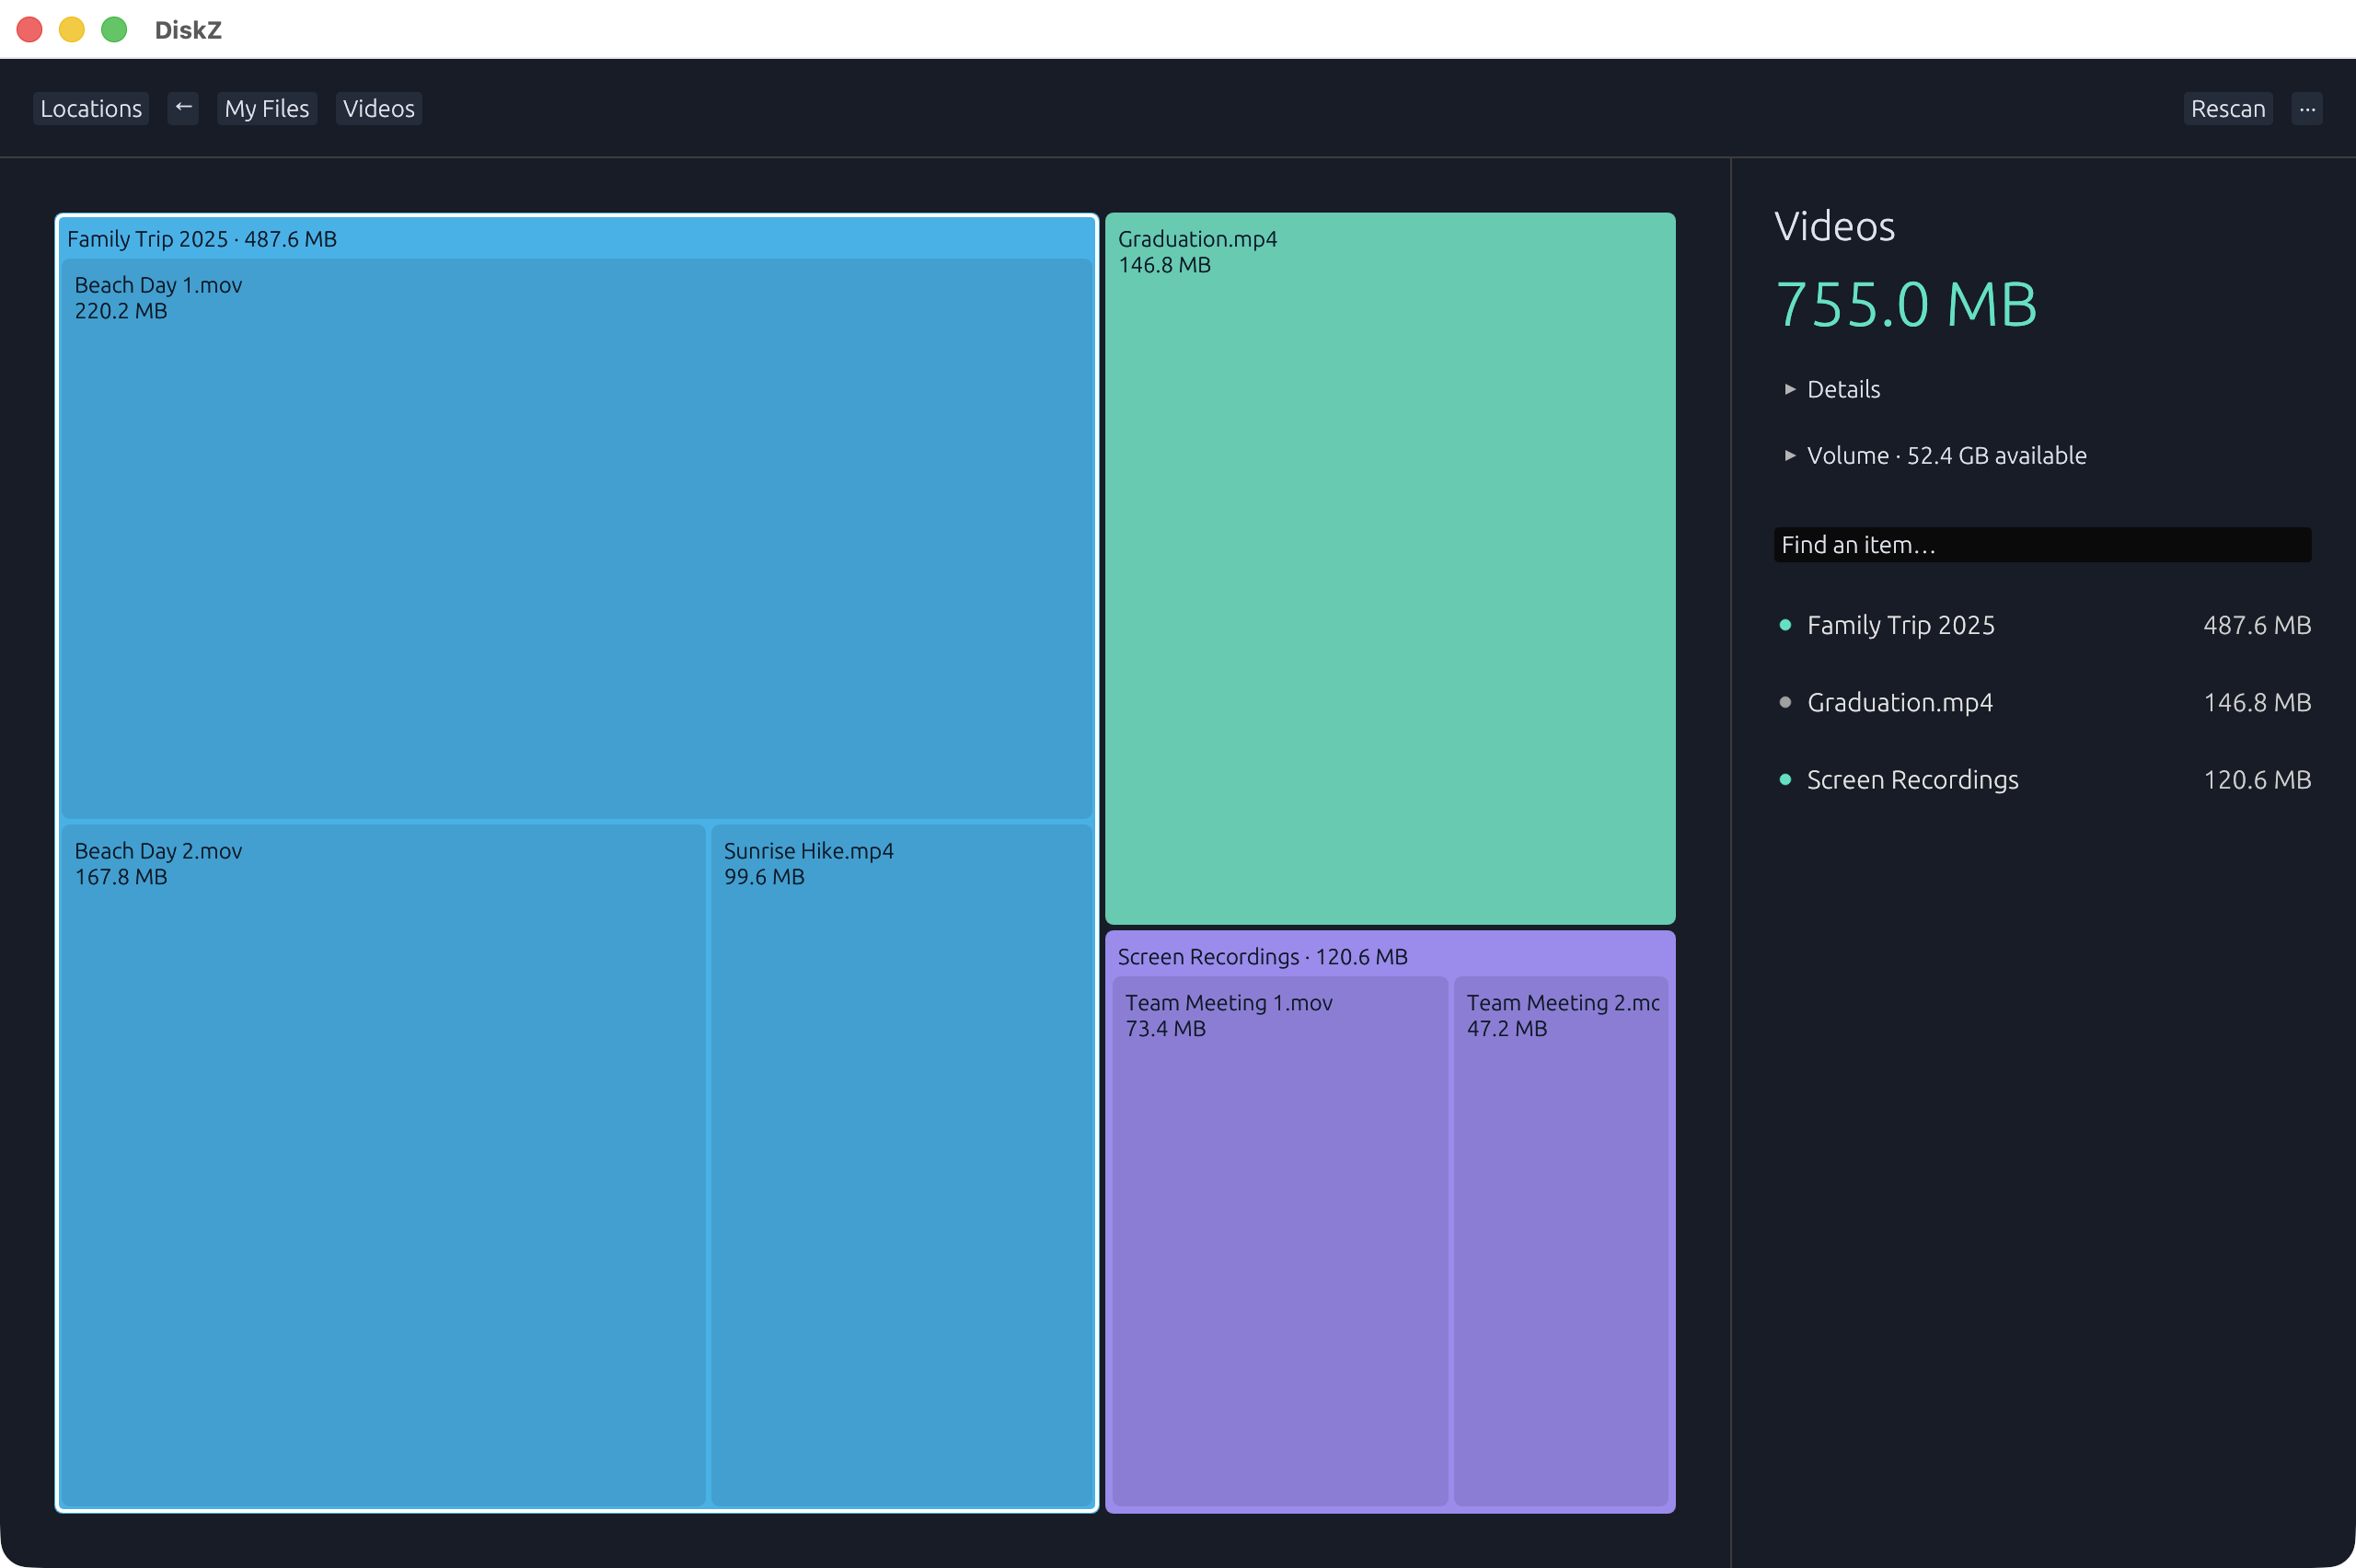 DiskZ
Locations ← My Files Videos Rescan ···
Family Trip 2025 · 487.6 MB
Beach Day 1.mov
220.2 MB
Beach Day 2.mov
167.8 MB
Sunrise Hike.mp4
99.6 MB
Graduation.mp4
146.8 MB
Screen Recordings · 120.6 MB
Team Meeting 1.mov
73.4 MB
Team Meeting 2.mo
47.2 MB
Videos
755.0 MB
▶ Details
▶ Volume · 52.4 GB available
Find an item…
Family Trip 2025 487.6 MB
Graduation.mp4 146.8 MB
Screen Recordings 120.6 MB